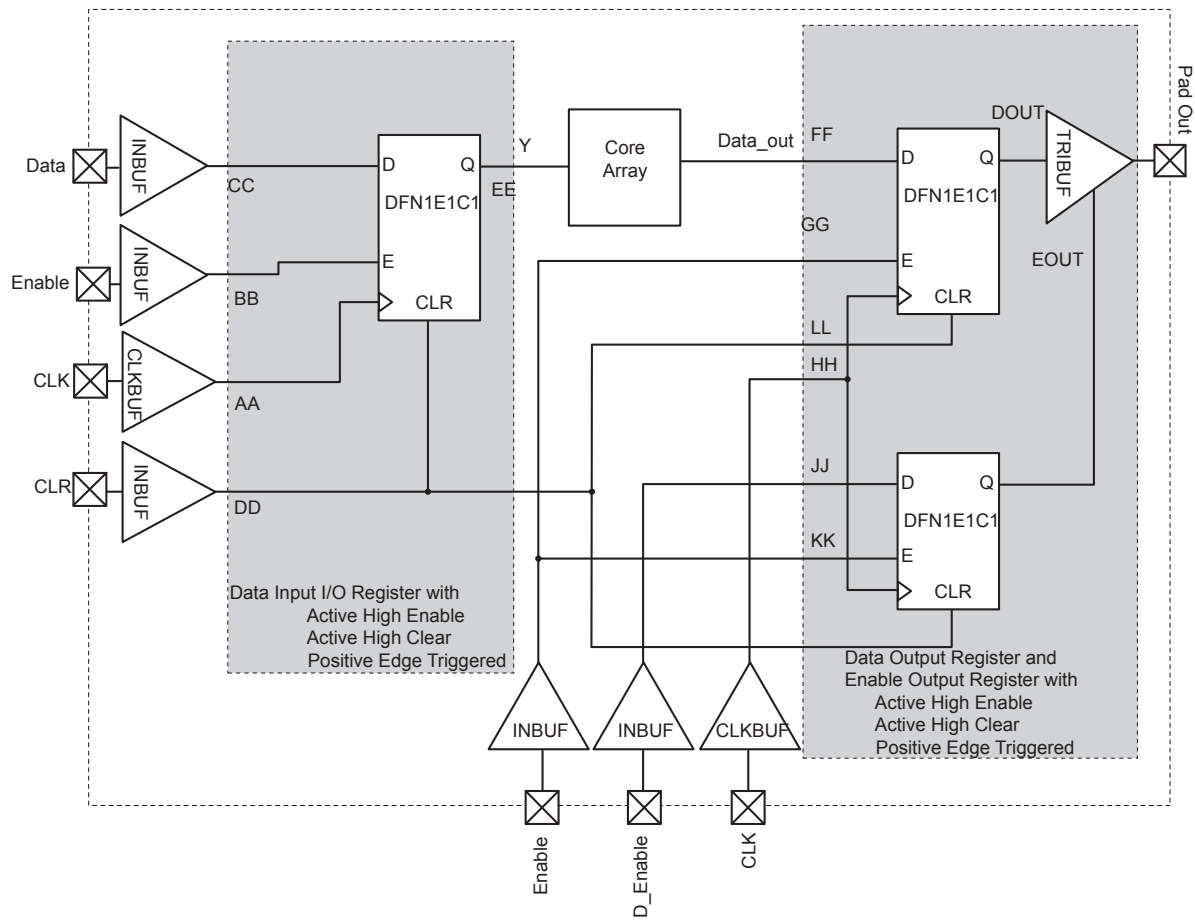 Pad Out
DOUT
INBUF
TRIBUF
Y
Core
Array
Data_out
FF
Data
D
Q
D
Q
CC
EE
DFN1E1C1
DFN1E1C1
GG
INBUF
E
E
EOUT
Enable
BB
CLR
CLR
LL
CLKBUF
HH
CLK
AA
INBUF
JJ
CLR
DD
D
Q
DFN1E1C1
KK
E
CLR
Data Input I/O Register with
Active High Enable
Active High Clear
Positive Edge Triggered
Data Output Register and
Enable Output Register with
Active High Enable
Active High Clear
Positive Edge Triggered
INBUF
INBUF
CLKBUF
Enable
D_Enable
CLK